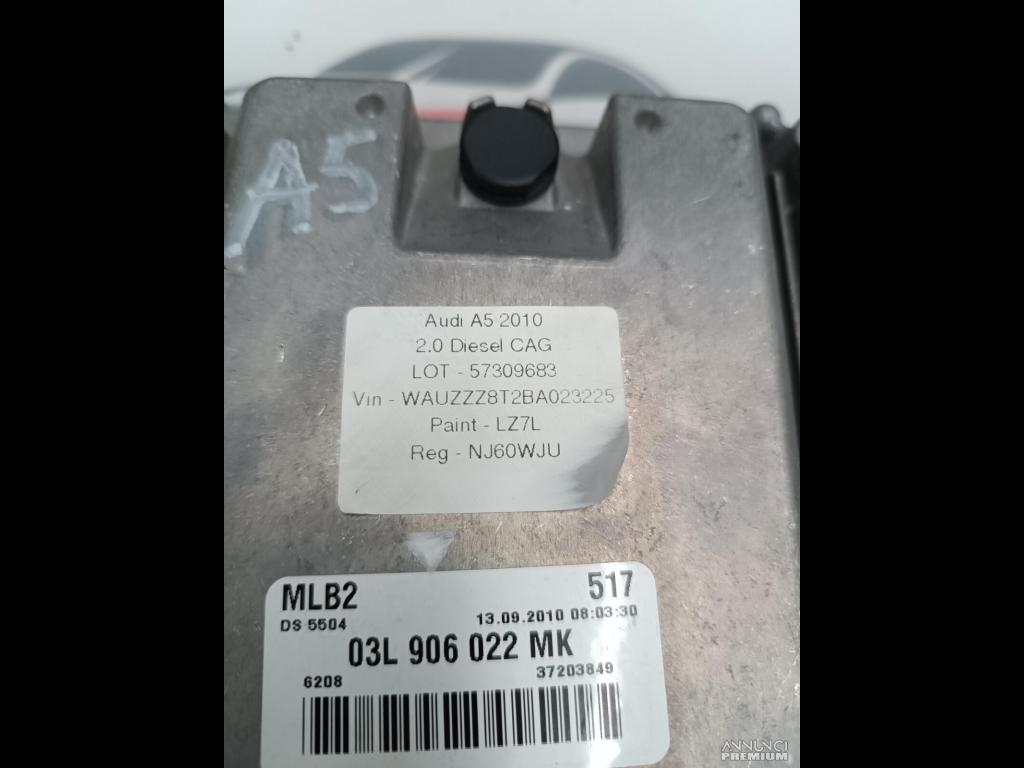 A5
Audi A5 2010
2.0 Diesel CAG
LOT - 57309683
Vin - WAUZZZ8T2BA023225
Paint - LZ7L
Reg - NJ60WJU
MLB2 517
DS 5504 13.09.2010 08:03:30
03L 906 022 MK
6208 37203849
ANNUNCI
PREMIUM